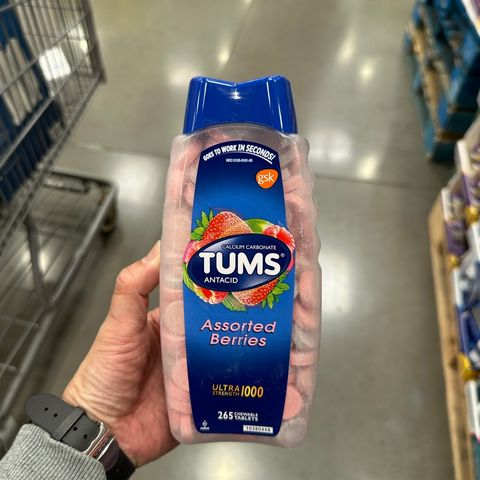 GOES TO WORK IN SECONDS!
gsk
CALCIUM CARBONATE
TUMS®
ANTACID
Assorted
Berries
ULTRA STRENGTH 1000
265 CHEWABLE TABLETS